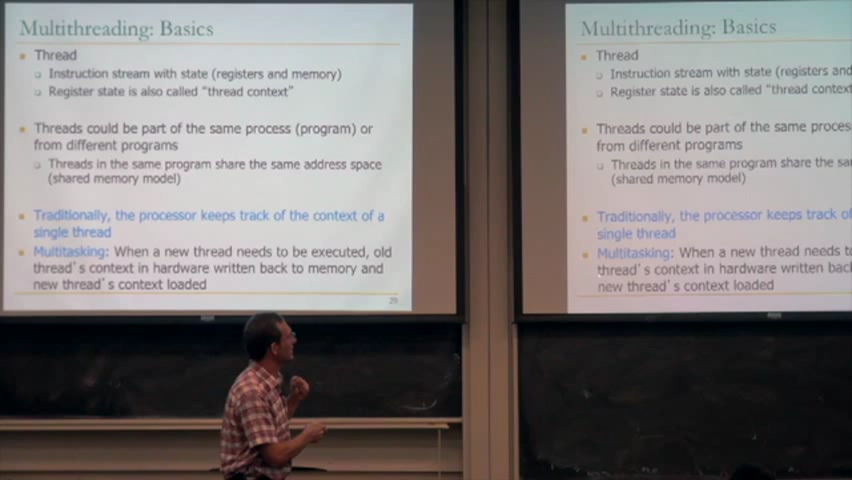 Multithreading: Basics
Thread
Instruction stream with state (registers and memory)
Register state is also called “thread context”
Threads could be part of the same process (program) or
from different programs
Threads in the same program share the same address space
(shared memory model)
Traditionally, the processor keeps track of the context of a
single thread
Multitasking: When a new thread needs to be executed, old
thread’s context in hardware written back to memory and
new thread’s context loaded
25
Multithreading: Basics
Thread
Instruction stream with state (registers and
Register state is also called “thread context
Threads could be part of the same proces
from different programs
Threads in the same program share the sa
(shared memory model)
Traditionally, the processor keeps track of
single thread
Multitasking: When a new thread needs t
thread’s context in hardware written bac
new thread’s context loaded